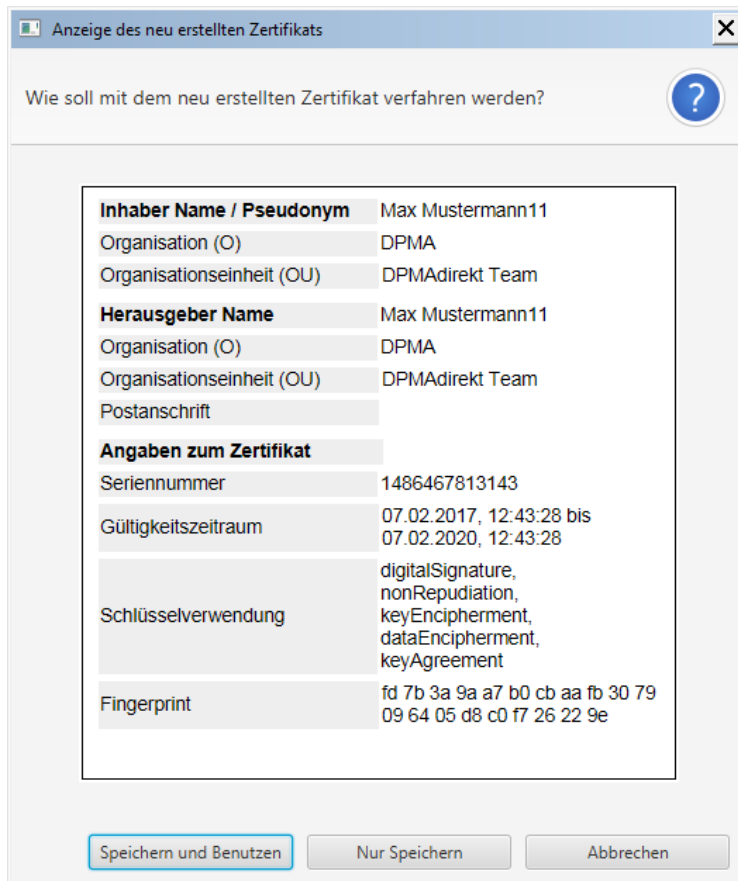 Anzeige des neu erstellten Zertifikats
Wie soll mit dem neu erstellten Zertifikat verfahren werden?
?
Inhaber Name / Pseudonym Max Mustermann11
Organisation (O) DPMA
Organisationseinheit (OU) DPMAdirekt Team
Herausgeber Name Max Mustermann11
Organisation (O) DPMA
Organisationseinheit (OU) DPMAdirekt Team
Postanschrift
Angaben zum Zertifikat
Seriennummer 1486467813143
Gültigkeitszeitraum 07.02.2017, 12:43:28 bis
07.02.2020, 12:43:28
Schlüsselverwendung digitalSignature,
nonRepudiation,
keyEncipherment,
dataEncipherment,
keyAgreement
Fingerprint fd 7b 3a 9a a7 b0 cb aa fb 30 79
09 64 05 d8 c0 f7 26 22 9e
Speichern und Benutzen Nur Speichern Abbrechen